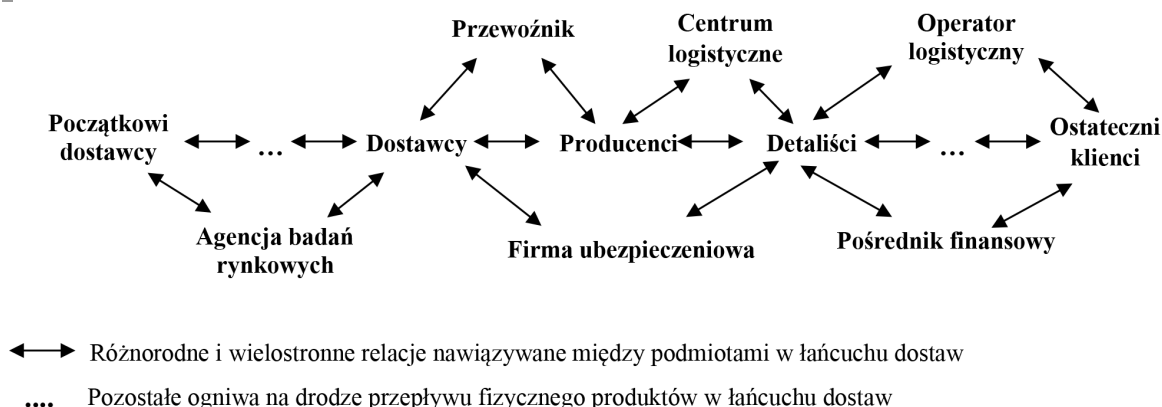 Przewoźnik
Centrum
logistyczne
Operator
logistyczny
Początkowi
dostawcy
...
Dostawcy
Producenci
Detaliści
...
Ostateczni
klienci
Agencja badań
rynkowych
Firma ubezpieczeniowa
Pośrednik finansowy
Różnorodne i wielostronne relacje nawiązywane między podmiotami w łańcuchu dostaw
.... Pozostałe ogniwa na drodze przepływu fizycznego produktów w łańcuchu dostaw